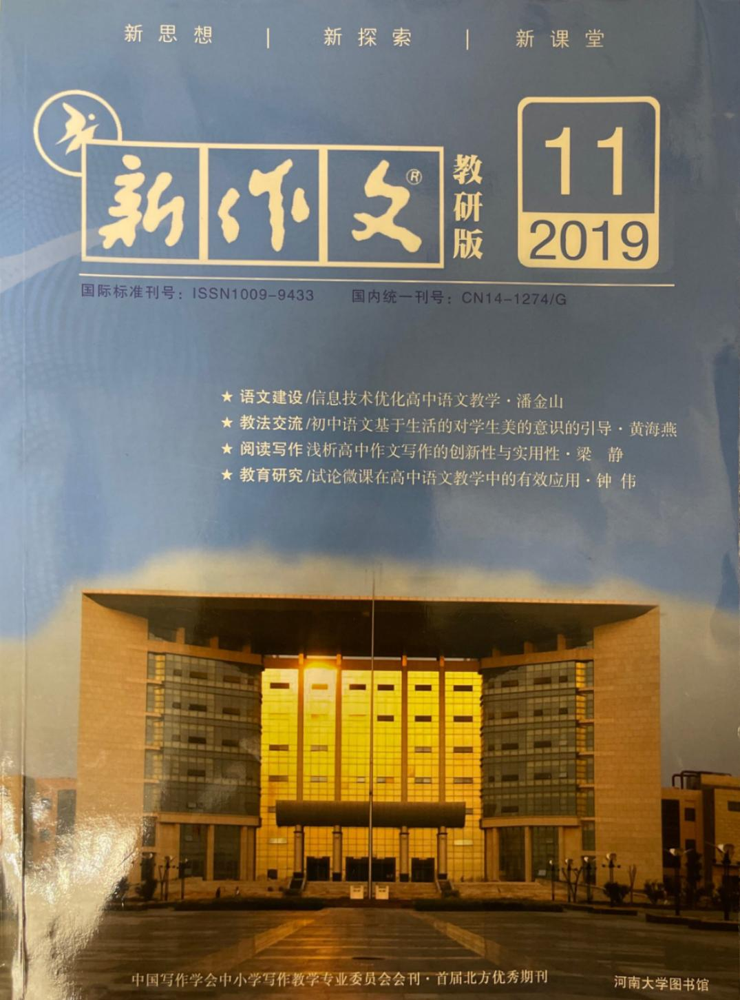 新思想 | 新探索 | 新课堂
新作文®
教研版
11
2019
国际标准刊号：ISSN1009-9433 国内统一刊号：CN14-1274/G
★ 语文建设/信息技术优化高中语文教学·潘金山
★ 教法交流/初中语文基于生活的对学生美的意识的引导·黄海燕
★ 阅读写作 浅析高中作文写作的创新性与实用性·梁 静
★ 教育研究/试论微课在高中语文教学中的有效应用·钟 伟
中国写作学会中小学写作教学专业委员会会刊·首届北方优秀期刊
河南大学图书馆